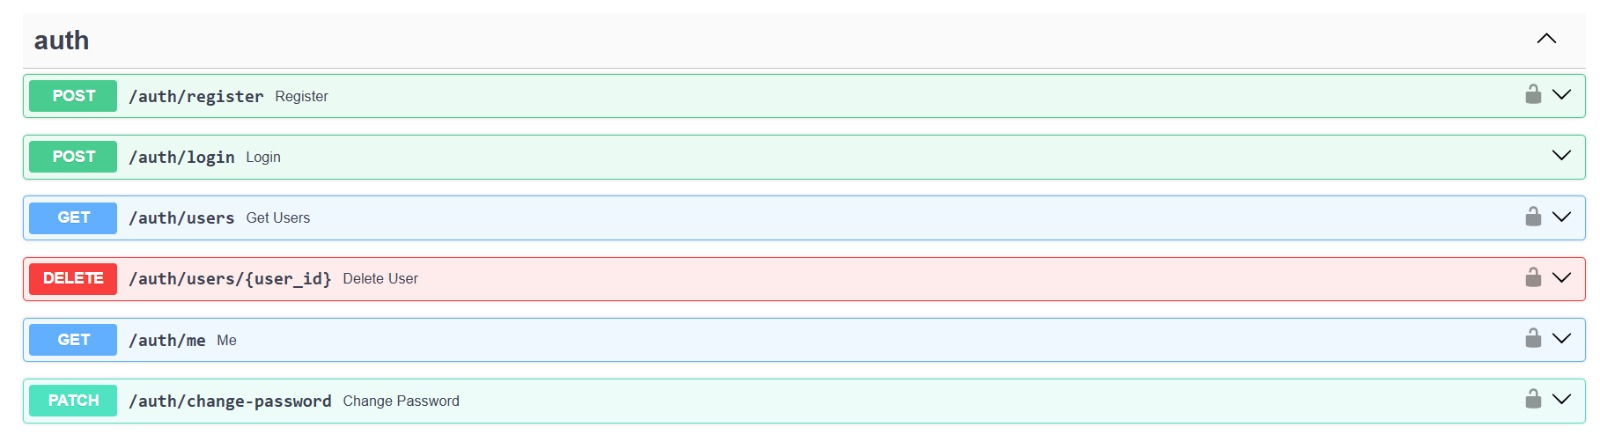 auth
POST /auth/register Register
POST /auth/login Login
GET /auth/users Get Users
DELETE /auth/users/{user_id} Delete User
GET /auth/me Me
PATCH /auth/change-password Change Password